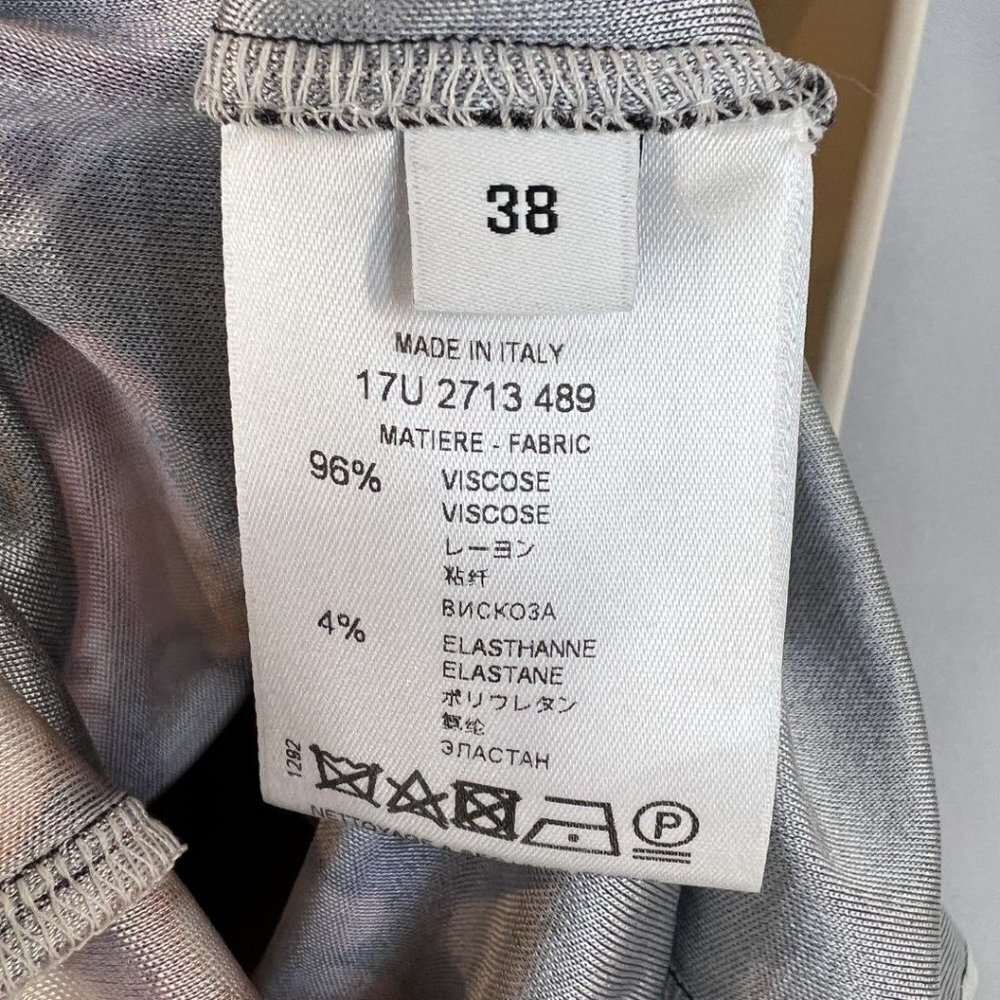 38
MADE IN ITALY
17U 2713 489
MATIERE - FABRIC
96% VISCOSE
VISCOSE
レーヨン
粘纤
ВИСКОЗА
4% ELASTHANNE
ELASTANE
ポリウレタン
氨纶
ЭЛАСТАН
1292
P